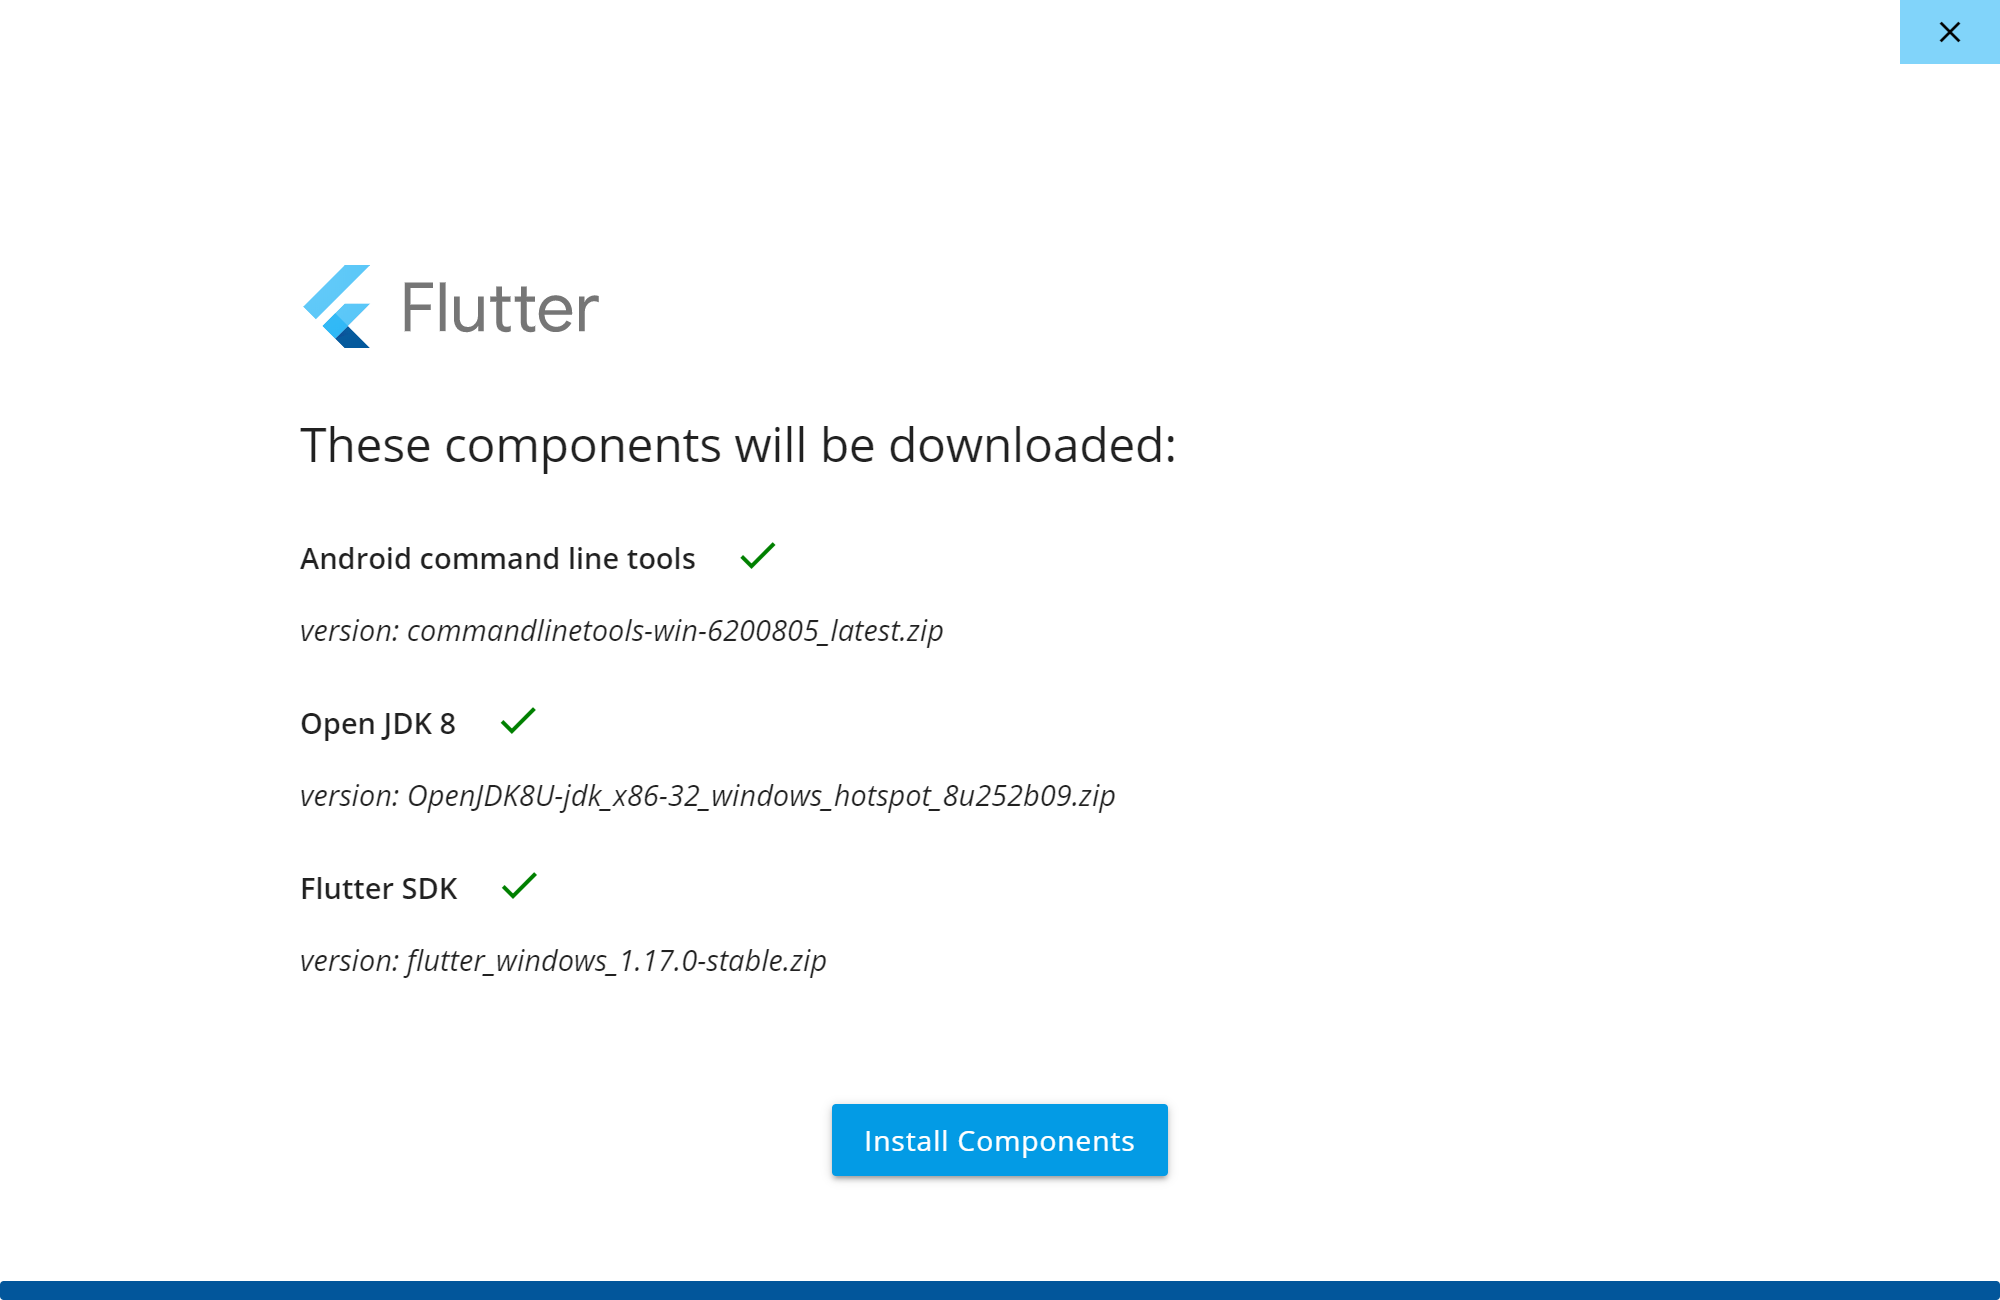 Flutter
These components will be downloaded:
Android command line tools
version: commandlinetools-win-6200805_latest.zip
Open JDK 8
version: OpenJDK8U-jdk_x86-32_windows_hotspot_8u252b09.zip
Flutter SDK
version: flutter_windows_1.17.0-stable.zip
Install Components